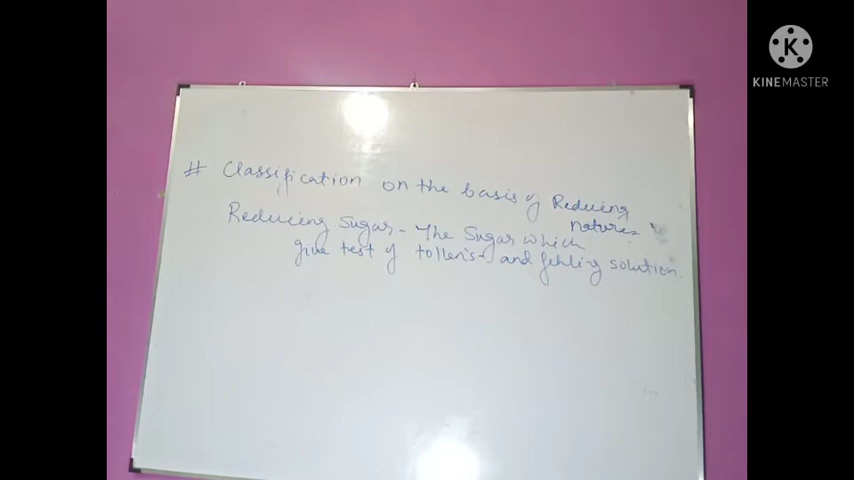 # Classification on the basis of Reducing
nature
Reducing Sugar - The Sugar which
give test of tollen's and fehling solution
KINEMASTER